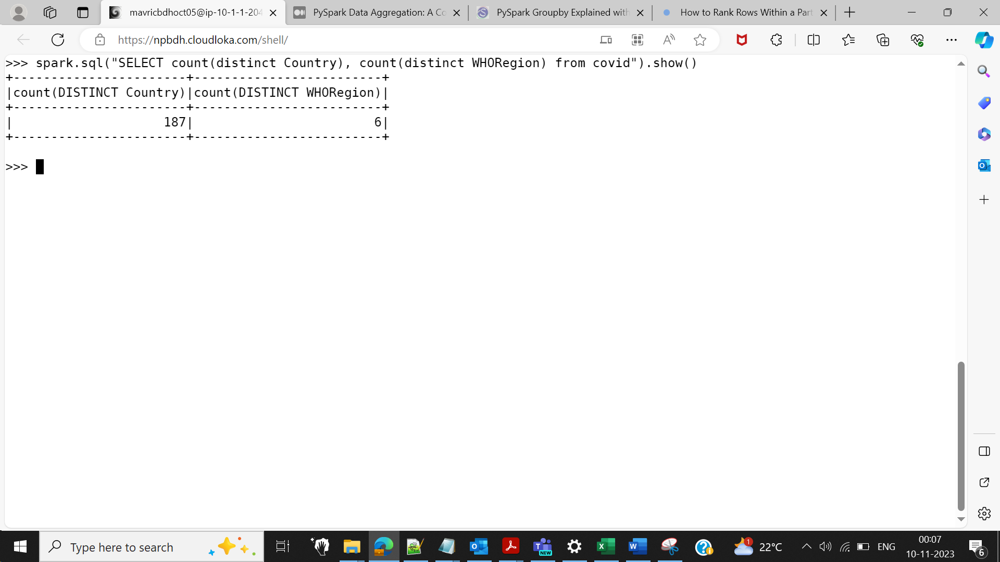 mavricbdhoct05@ip-10-1-1-204
PySpark Data Aggregation: A Co
PySpark Groupby Explained with
How to Rank Rows Within a Part
https://npbdh.cloudloka.com/shell/
>>> spark.sql("SELECT count(distinct Country), count(distinct WHORegion) from covid").show()
+-----------------------+-------------------------+
|count(DISTINCT Country)|count(DISTINCT WHORegion)|
+-----------------------+-------------------------+
|                    187|                        6|
+-----------------------+-------------------------+
>>>
Type here to search
NEW
1
22°C
ENG
00:07
10-11-2023
6